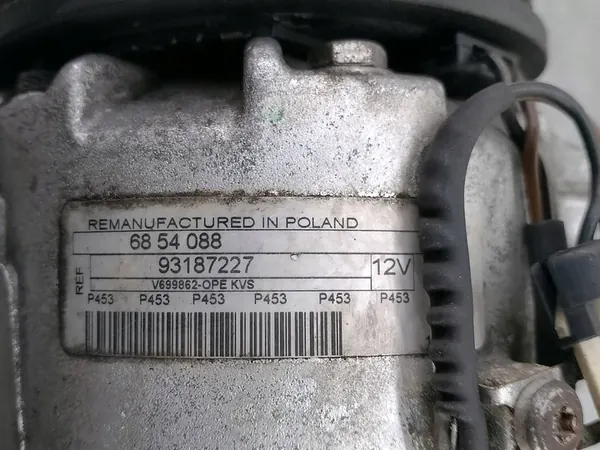 REMANUFACTURED IN POLAND
68 54 088
REF 93187227 12V
V699862-OPE KVS
P453 P453 P453 P453 P453 P453